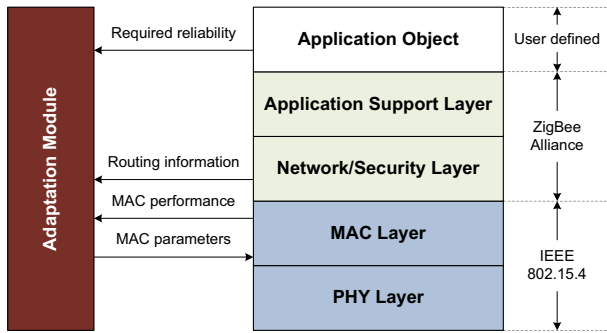 Adaptation Module
Required reliability
Application Object
User defined
Application Support Layer
ZigBee
Alliance
Routing information
Network/Security Layer
MAC performance
MAC parameters
MAC Layer
IEEE
802.15.4
PHY Layer